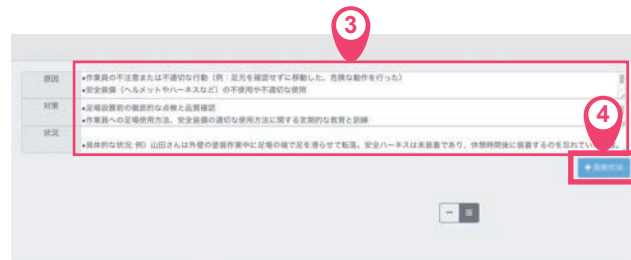 3
原因
●作業員の不注意または不適切な行動（例：足元を確認せずに移動した、危険な動作を行った）
●安全装備（ヘルメットやハーネスなど）の不使用や不適切な使用
対策
●足場設置前の徹底的な点検と品質確認
●作業員への足場使用方法、安全装備の適切な使用方法に関する定期的な教育と訓練
4
状況
●具体的な状況 例）山田さんは外壁の塗装作業中に足場の端で足を滑らせて転落。安全ハーネスは未装着であり、休憩時間後に装着するのを忘れてい